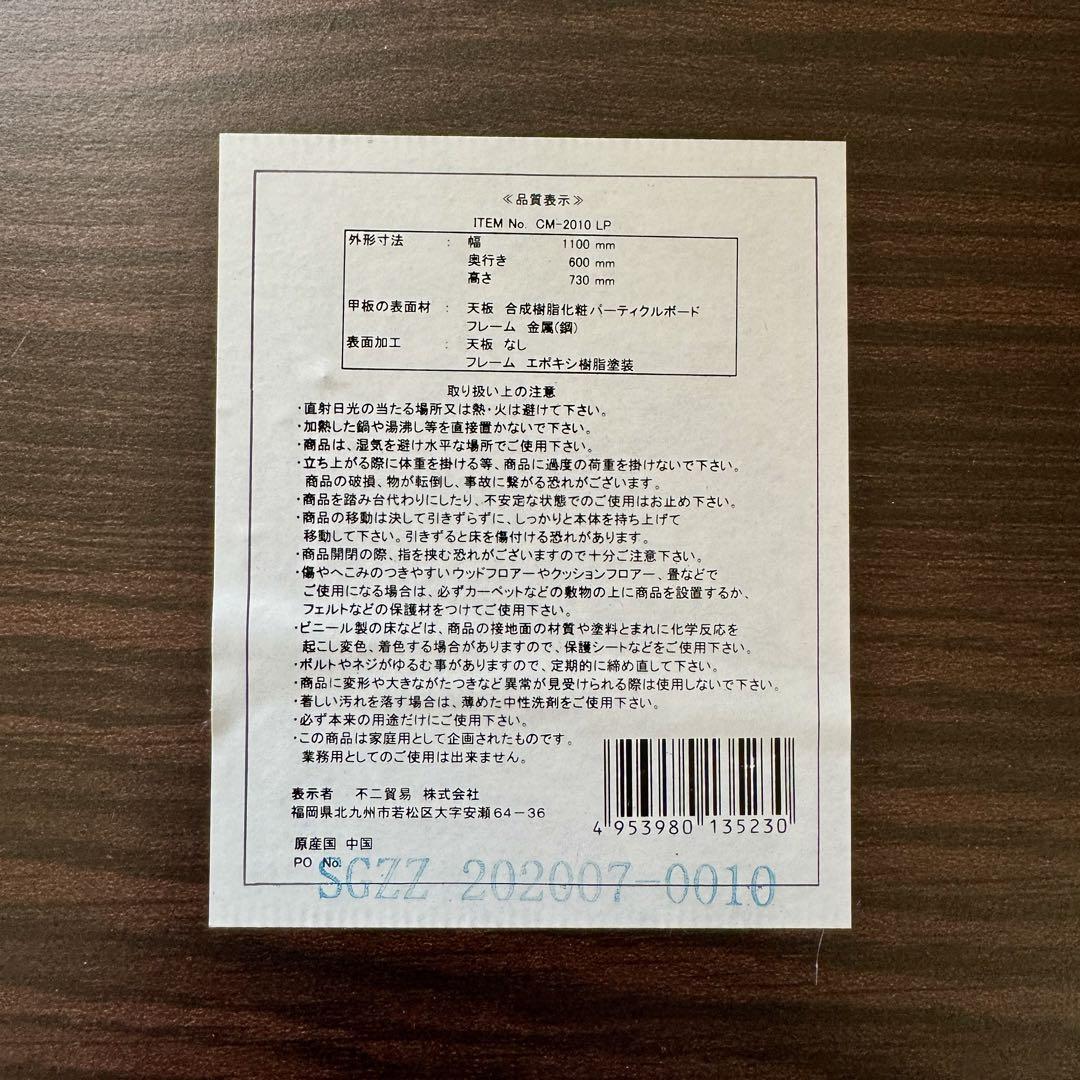 ≪品質表示≫
ITEM No. CM-2010 LP
外形寸法 : 幅 1100 mm
奥行き 600 mm
高さ 730 mm
甲板の表面材 : 天板 合成樹脂化粧パーティクルボード
フレーム 金属(鋼)
表面加工 : 天板 なし
フレーム エポキシ樹脂塗装
取り扱い上の注意
・直射日光の当たる場所又は熱・火は避けて下さい。
・加熱した鍋や湯沸し等を直接置かないで下さい。
・商品は、湿気を避け水平な場所でご使用下さい。
・立ち上がる際に体重を掛ける等、商品に過度の荷重を掛けないで下さい。
商品の破損、物が転倒し、事故に繋がる恐れがございます。
・商品を踏み台代わりにしたり、不安定な状態でのご使用はお止め下さい。
・商品の移動は決して引きずらずに、しっかりと本体を持ち上げて
移動して下さい。引きずると床を傷付ける恐れがあります。
・商品開閉の際、指を挟む恐れがございますので十分ご注意下さい。
・傷やへこみのつきやすいウッドフロアーやクッションフロアー、畳などで
ご使用になる場合は、必ずカーペットなどの敷物の上に商品を設置するか、
フェルトなどの保護材をつけてご使用下さい。
・ビニール製の床などは、商品の接地面の材質や塗料とまれに化学反応を
起こし変色、着色する場合がありますので、保護シートなどをご使用下さい。
・ボルトやネジがゆるむ事がありますので、定期的に締め直して下さい。
・商品に変形や大きながたつきなど異常が見受けられる際は使用しないで下さい。
・著しい汚れを落す場合は、薄めた中性洗剤をご使用下さい。
・必ず本来の用途だけにご使用下さい。
・この商品は家庭用として企画されたものです。
業務用としてのご使用は出来ません。
表示者 不二貿易 株式会社
福岡県北九州市若松区大字安瀬64-36
4 953980 135230
原産国 中国
PO No.
SGZZ 202007-0010